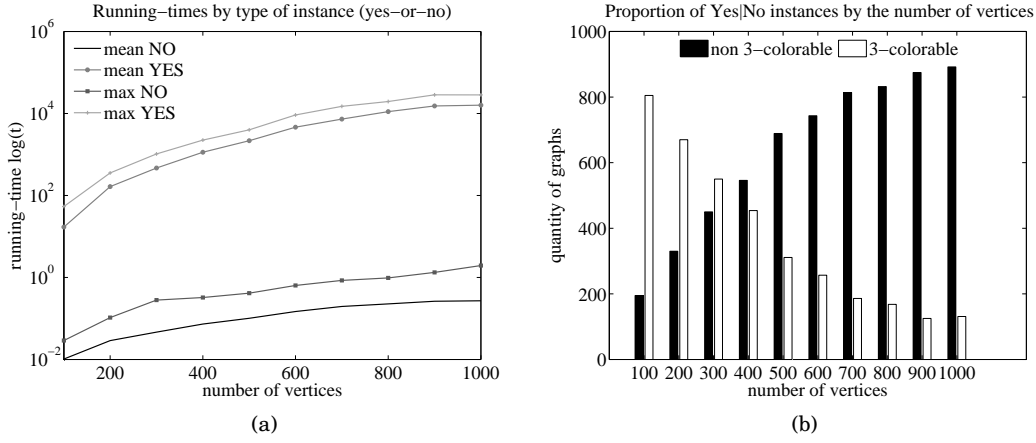 Running-times by type of instance (yes-or-no)
10^6
10^4
10^2
10^0
10^-2
running-time log(t)
mean NO
mean YES
max NO
max YES
200 400 600 800 1000
number of vertices
(a)
Proportion of Yes|No instances by the number of vertices
1000
800
600
400
200
0
quantity of graphs
non 3-colorable 3-colorable
100 200 300 400 500 600 700 800 900 1000
number of vertices
(b)